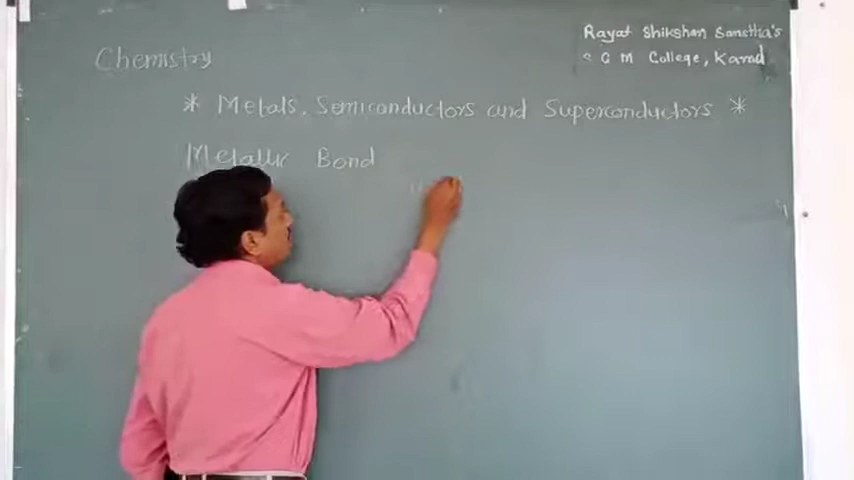 Rayat Shikshan Sanstha's
S G M College, Karad
Chemistry
* Metals, Semiconductors and Superconductors *
Metallic Bond